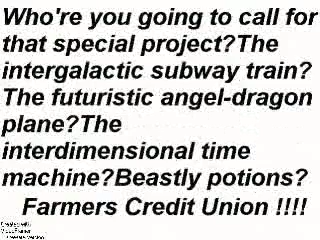 Who're you going to call for
that special project?The
intergalactic subway train?
The futuristic angel-dragon
plane?The
interdimensional time
machine?Beastly potions?
Farmers Credit Union !!!!